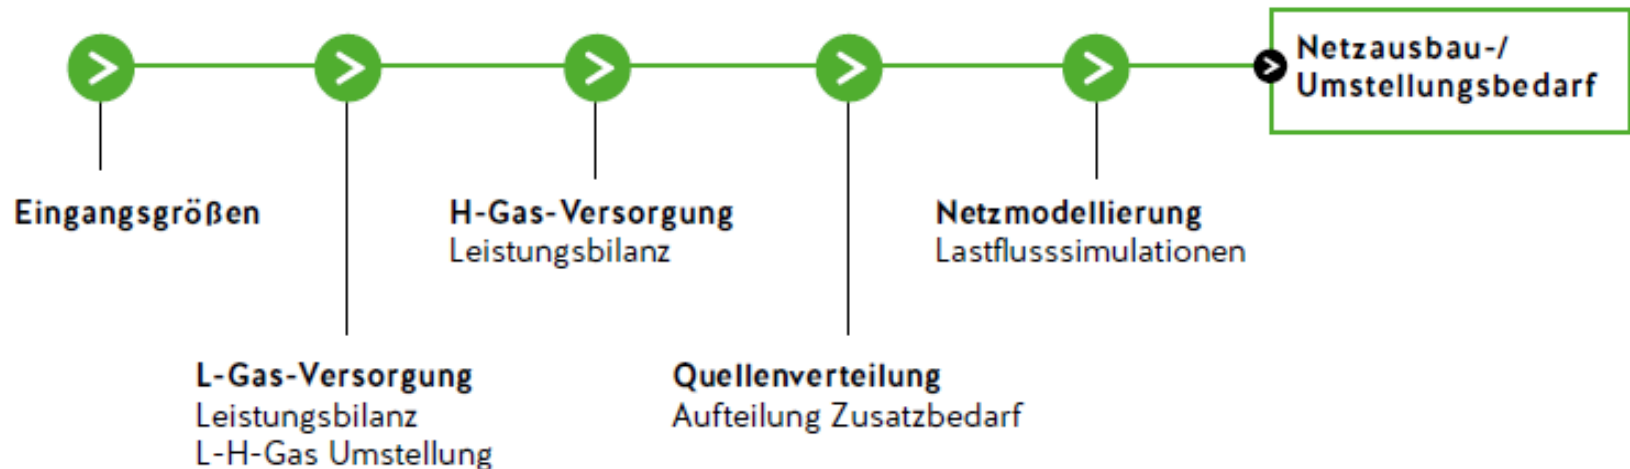 Netzausbau-/
Umstellungsbedarf
Eingangsgrößen
H-Gas-Versorgung
Leistungsbilanz
Netzmodellierung
Lastflusssimulationen
L-Gas-Versorgung
Leistungsbilanz
L-H-Gas Umstellung
Quellenverteilung
Aufteilung Zusatzbedarf